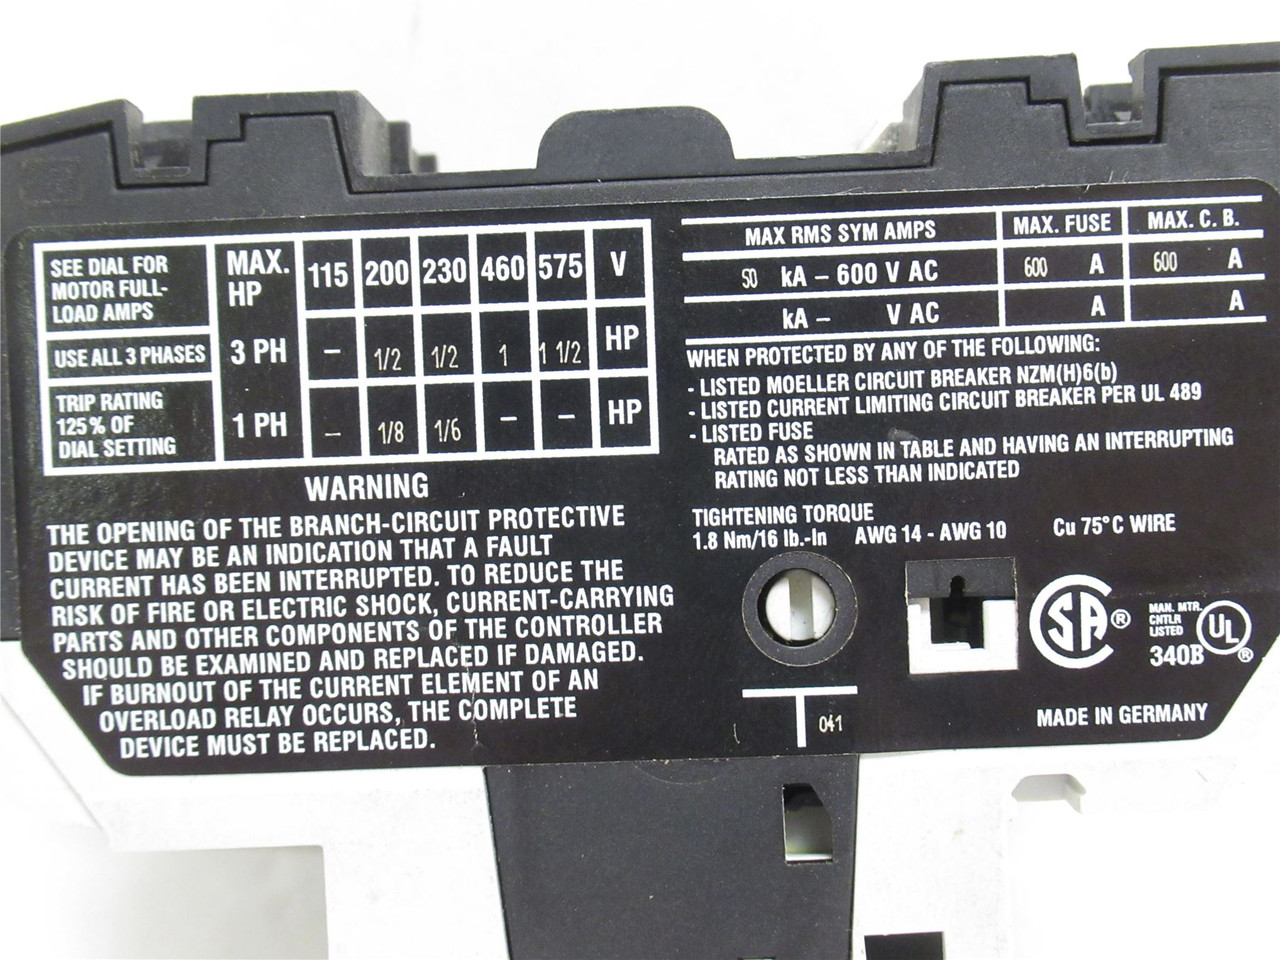 SEE DIAL FOR
MOTOR FULL-
LOAD AMPS
USE ALL 3 PHASES
TRIP RATING
125% OF
DIAL SETTING
MAX.
HP
115 200 230 460 575 V
3 PH – 1/2 1/2 1 1 1/2 HP
1 PH – 1/8 1/6 – – HP
WARNING
THE OPENING OF THE BRANCH-CIRCUIT PROTECTIVE
DEVICE MAY BE AN INDICATION THAT A FAULT
CURRENT HAS BEEN INTERRUPTED. TO REDUCE THE
RISK OF FIRE OR ELECTRIC SHOCK, CURRENT-CARRYING
PARTS AND OTHER COMPONENTS OF THE CONTROLLER
SHOULD BE EXAMINED AND REPLACED IF DAMAGED.
IF BURNOUT OF THE CURRENT ELEMENT OF AN
OVERLOAD RELAY OCCURS, THE COMPLETE
DEVICE MUST BE REPLACED.
MAX RMS SYM AMPS MAX. FUSE MAX. C. B.
50 kA – 600 V AC 600 A 600 A
kA – V AC A A
WHEN PROTECTED BY ANY OF THE FOLLOWING:
- LISTED MOELLER CIRCUIT BREAKER NZM(H)6(b)
- LISTED CURRENT LIMITING CIRCUIT BREAKER PER UL 489
- LISTED FUSE
RATED AS SHOWN IN TABLE AND HAVING AN INTERRUPTING
RATING NOT LESS THAN INDICATED
TIGHTENING TORQUE
1.8 Nm/16 lb.-In AWG 14 - AWG 10 Cu 75°C WIRE
SA ®
MAN. MTR.
CNTLR
LISTED
340B
UL ®
T 041
MADE IN GERMANY